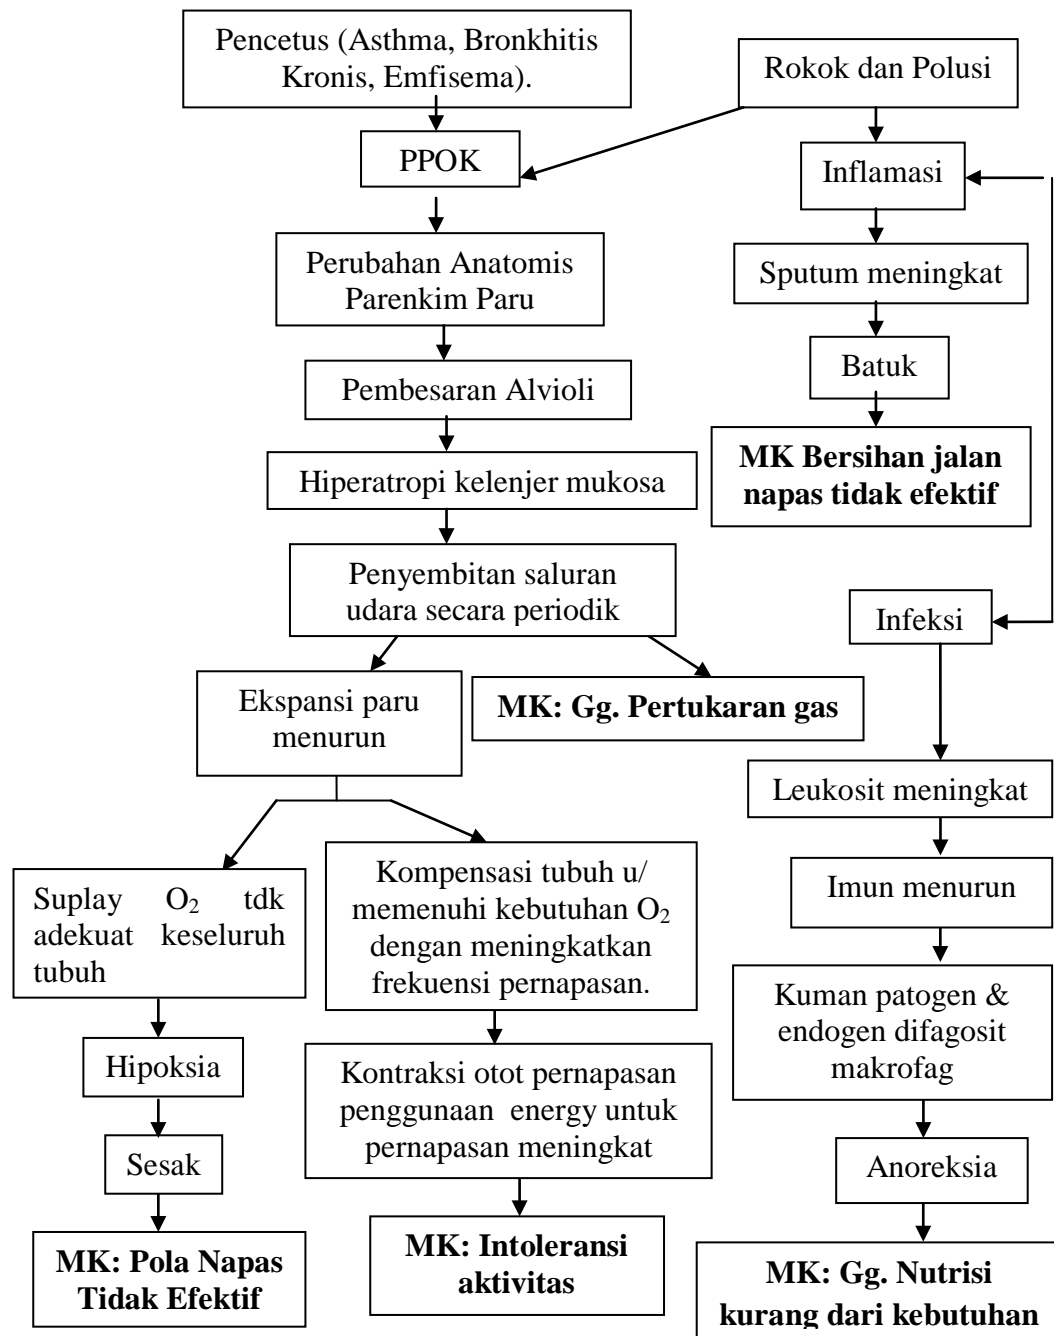 Pencetus (Asthma, Bronkhitis
Kronis, Emfisema).
Rokok dan Polusi
PPOK
Inflamasi
Perubahan Anatomis
Parenkim Paru
Sputum meningkat
Pembesaran Alvioli
Batuk
Hiperatropi kelenjer mukosa
MK Bersihan jalan
napas tidak efektif
Penyembitan saluran
udara secara periodik
Infeksi
Ekspansi paru
menurun
MK: Gg. Pertukaran gas
Leukosit meningkat
Suplay O₂ tdk
adekuat keseluruh
tubuh
Kompensasi tubuh u/
memenuhi kebutuhan O₂
dengan meningkatkan
frekuensi pernapasan.
Imun menurun
Kuman patogen &
endogen difagosit
makrofag
Hipoksia
Kontraksi otot pernapasan
penggunaan energy untuk
pernapasan meningkat
Sesak
Anoreksia
MK: Pola Napas
Tidak Efektif
MK: Intoleransi
aktivitas
MK: Gg. Nutrisi
kurang dari kebutuhan